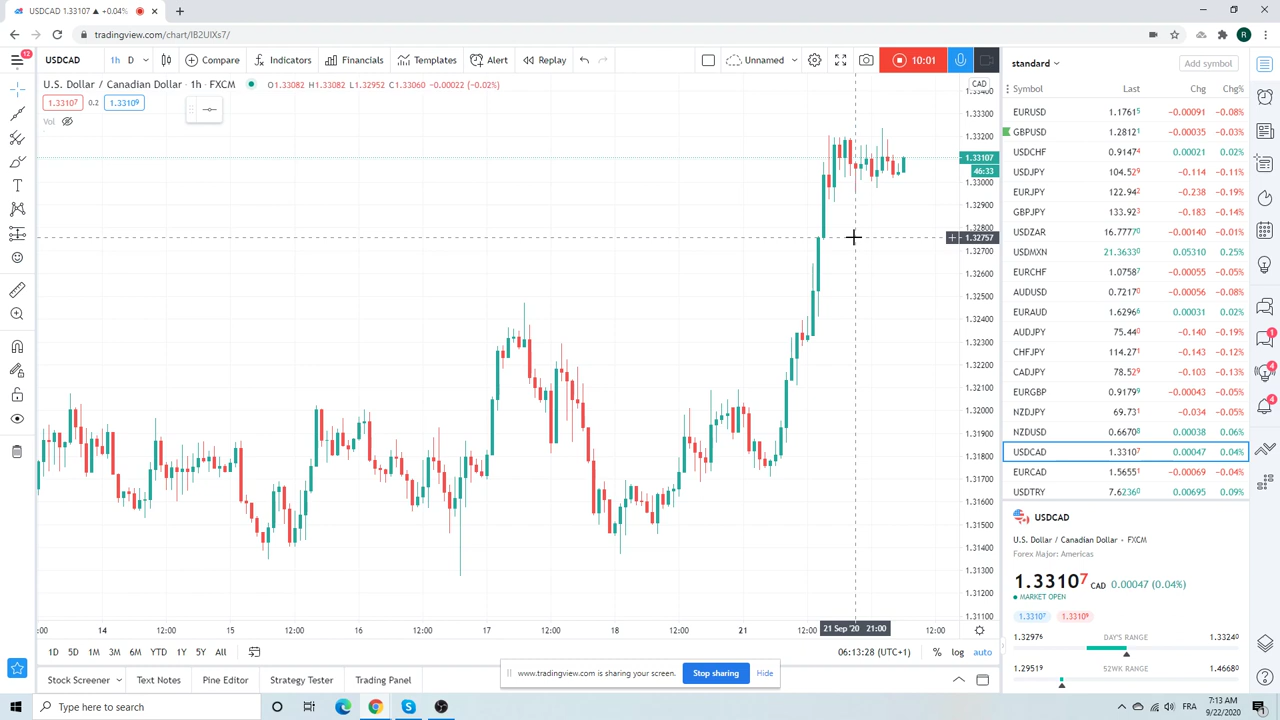 USDCAD 1.33107 ▲ +0.04%
tradingview.com/chart/IB2UIXs7/
12
USDCAD 1h D Compare Indicators Financials Templates Alert Replay Unnamed 10:01
U.S. Dollar / Canadian Dollar · 1h · FXCM 3082 H1.33082 L1.32952 C1.33060 −0.00022 (−0.02%)
1.33107 0.2 1.33109
Vol
CAD
1.33400
1.33300
1.33200
1.33107
46:33
1.33000
1.32900
1.32800
1.32757
1.32700
1.32600
1.32500
1.32400
1.32300
1.32200
1.32100
1.32000
1.31900
1.31800
1.31700
1.31600
1.31500
1.31400
1.31300
1.31200
1.31100
:00 14 12:00 15 12:00 16 12:00 17 12:00 18 12:00 21 12:00 21 Sep '20 21:00 12:00
1D 5D 1M 3M 6M YTD 1Y 5Y All 06:13:28 (UTC+1) % log auto
Stock Screener Text Notes Pine Editor Strategy Tester Trading Panel
www.tradingview.com is sharing your screen. Stop sharing Hide
standard Add symbol
Symbol Last Chg Chg%
EURUSD 1.17615 −0.00091 −0.08%
GBPUSD 1.28121 −0.00035 −0.03%
USDCHF 0.91474 0.00021 0.02%
USDJPY 104.529 −0.114 −0.11%
EURJPY 122.942 −0.238 −0.19%
GBPJPY 133.923 −0.183 −0.14%
USDZAR 16.77770 −0.00140 −0.01%
USDMXN 21.36330 0.05310 0.25%
EURCHF 1.07587 −0.00055 −0.05%
AUDUSD 0.72170 −0.00056 −0.08%
EURAUD 1.62966 0.00031 0.02%
AUDJPY 75.440 −0.140 −0.19%
CHFJPY 114.271 −0.143 −0.12%
CADJPY 78.529 −0.103 −0.13%
EURGBP 0.91799 −0.00043 −0.05%
NZDJPY 69.731 −0.034 −0.05%
NZDUSD 0.66708 0.00038 0.06%
USDCAD 1.33107 0.00047 0.04%
EURCAD 1.56551 −0.00069 −0.04%
USDTRY 7.62360 0.00695 0.09%
USDCAD
U.S. Dollar / Canadian Dollar • FXCM
Forex Major: Americas
1.33107 CAD 0.00047 (0.04%)
MARKET OPEN
1.33107 1.33109
1.32976 DAY'S RANGE 1.33240
1.29519 52WK RANGE 1.46680
1
4
4
Type here to search
FRA 7:13 AM
9/22/2020